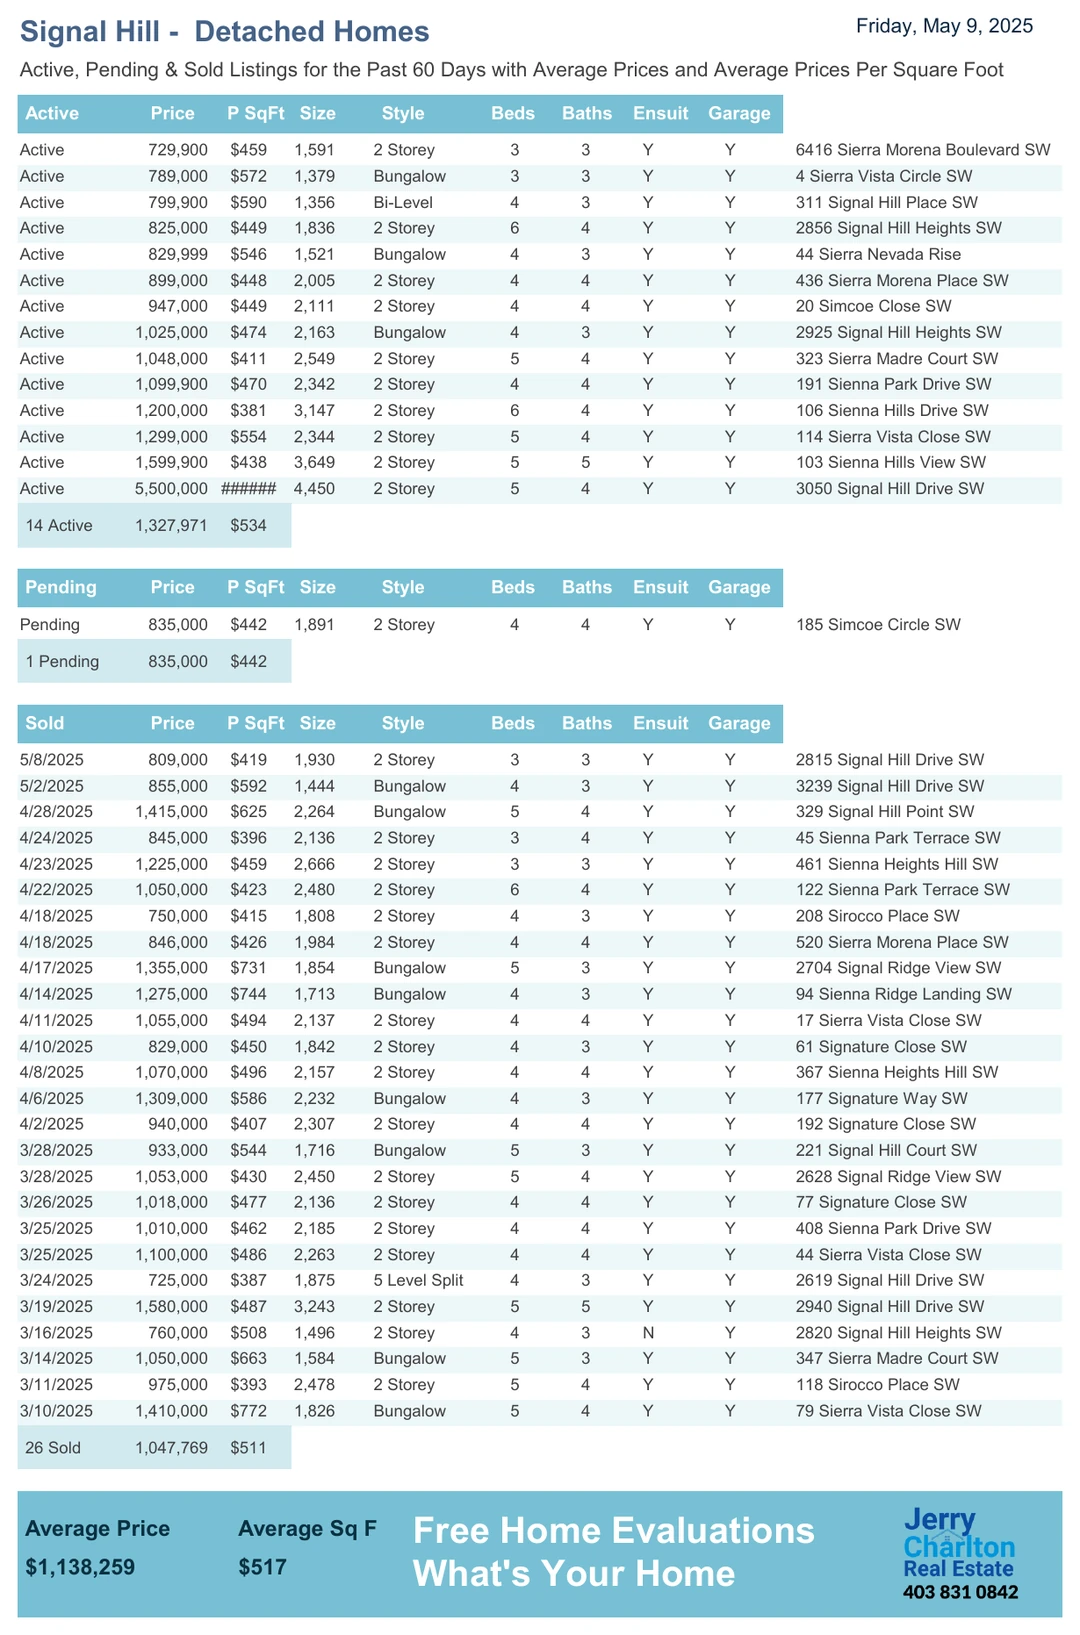 Signal Hill - Detached Homes
Friday, May 9, 2025
Active, Pending & Sold Listings for the Past 60 Days with Average Prices and Average Prices Per Square Foot
Active Price P SqFt Size Style Beds Baths Ensuit Garage
Active 729,900 $459 1,591 2 Storey 3 3 Y Y 6416 Sierra Morena Boulevard SW
Active 789,000 $572 1,379 Bungalow 3 3 Y Y 4 Sierra Vista Circle SW
Active 799,900 $590 1,356 Bi-Level 4 3 Y Y 311 Signal Hill Place SW
Active 825,000 $449 1,836 2 Storey 6 4 Y Y 2856 Signal Hill Heights SW
Active 829,999 $546 1,521 Bungalow 4 3 Y Y 44 Sierra Nevada Rise
Active 899,000 $448 2,005 2 Storey 4 4 Y Y 436 Sierra Morena Place SW
Active 947,000 $449 2,111 2 Storey 4 4 Y Y 20 Simcoe Close SW
Active 1,025,000 $474 2,163 Bungalow 4 3 Y Y 2925 Signal Hill Heights SW
Active 1,048,000 $411 2,549 2 Storey 5 4 Y Y 323 Sierra Madre Court SW
Active 1,099,900 $470 2,342 2 Storey 4 4 Y Y 191 Sienna Park Drive SW
Active 1,200,000 $381 3,147 2 Storey 6 4 Y Y 106 Sienna Hills Drive SW
Active 1,299,000 $554 2,344 2 Storey 5 4 Y Y 114 Sierra Vista Close SW
Active 1,599,900 $438 3,649 2 Storey 5 5 Y Y 103 Sienna Hills View SW
Active 5,500,000 ###### 4,450 2 Storey 5 4 Y Y 3050 Signal Hill Drive SW
14 Active 1,327,971 $534
Pending Price P SqFt Size Style Beds Baths Ensuit Garage
Pending 835,000 $442 1,891 2 Storey 4 4 Y Y 185 Simcoe Circle SW
1 Pending 835,000 $442
Sold Price P SqFt Size Style Beds Baths Ensuit Garage
5/8/2025 809,000 $419 1,930 2 Storey 3 3 Y Y 2815 Signal Hill Drive SW
5/2/2025 855,000 $592 1,444 Bungalow 4 3 Y Y 3239 Signal Hill Drive SW
4/28/2025 1,415,000 $625 2,264 Bungalow 5 4 Y Y 329 Signal Hill Point SW
4/24/2025 845,000 $396 2,136 2 Storey 3 4 Y Y 45 Sienna Park Terrace SW
4/23/2025 1,225,000 $459 2,666 2 Storey 3 3 Y Y 461 Sienna Heights Hill SW
4/22/2025 1,050,000 $423 2,480 2 Storey 6 4 Y Y 122 Sienna Park Terrace SW
4/18/2025 750,000 $415 1,808 2 Storey 4 3 Y Y 208 Sirocco Place SW
4/18/2025 846,000 $426 1,984 2 Storey 4 4 Y Y 520 Sierra Morena Place SW
4/17/2025 1,355,000 $731 1,854 Bungalow 5 3 Y Y 2704 Signal Ridge View SW
4/14/2025 1,275,000 $744 1,713 Bungalow 4 3 Y Y 94 Sienna Ridge Landing SW
4/11/2025 1,055,000 $494 2,137 2 Storey 4 4 Y Y 17 Sierra Vista Close SW
4/10/2025 829,000 $450 1,842 2 Storey 4 3 Y Y 61 Signature Close SW
4/8/2025 1,070,000 $496 2,157 2 Storey 4 4 Y Y 367 Sienna Heights Hill SW
4/6/2025 1,309,000 $586 2,232 Bungalow 4 3 Y Y 177 Signature Way SW
4/2/2025 940,000 $407 2,307 2 Storey 4 4 Y Y 192 Signature Close SW
3/28/2025 933,000 $544 1,716 Bungalow 5 3 Y Y 221 Signal Hill Court SW
3/28/2025 1,053,000 $430 2,450 2 Storey 5 4 Y Y 2628 Signal Ridge View SW
3/26/2025 1,018,000 $477 2,136 2 Storey 4 4 Y Y 77 Signature Close SW
3/25/2025 1,010,000 $462 2,185 2 Storey 4 4 Y Y 408 Sienna Park Drive SW
3/25/2025 1,100,000 $486 2,263 2 Storey 4 4 Y Y 44 Sierra Vista Close SW
3/24/2025 725,000 $387 1,875 5 Level Split 4 3 Y Y 2619 Signal Hill Drive SW
3/19/2025 1,580,000 $487 3,243 2 Storey 5 5 Y Y 2940 Signal Hill Drive SW
3/16/2025 760,000 $508 1,496 2 Storey 4 3 N Y 2820 Signal Hill Heights SW
3/14/2025 1,050,000 $663 1,584 Bungalow 5 3 Y Y 347 Sierra Madre Court SW
3/11/2025 975,000 $393 2,478 2 Storey 5 4 Y Y 118 Sirocco Place SW
3/10/2025 1,410,000 $772 1,826 Bungalow 5 4 Y Y 79 Sierra Vista Close SW
26 Sold 1,047,769 $511
Average Price Average Sq F
$1,138,259 $517
Free Home Evaluations
What's Your Home
Jerry
Charlton
Real Estate
403 831 0842